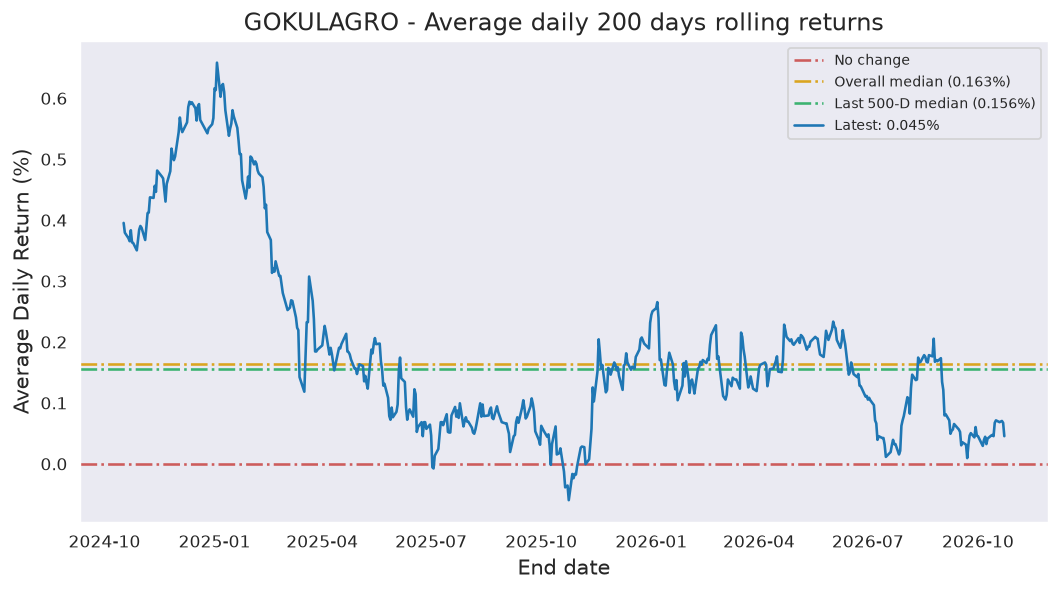 GOKULAGRO - Average daily 200 days rolling returns
No change
Overall median (0.163%)
Last 500-D median (0.156%)
Latest: 0.045%
Average Daily Return (%)
0.6
0.5
0.4
0.3
0.2
0.1
0.0
2024-10 2025-01 2025-04 2025-07 2025-10 2026-01 2026-04 2026-07 2026-10
End date